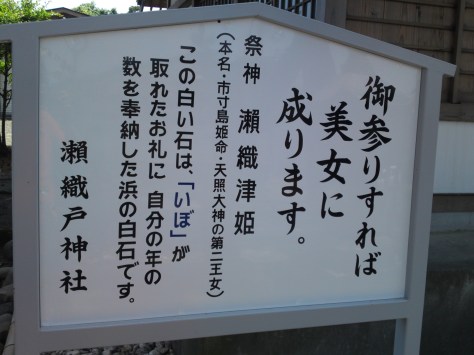 御参りすれば
美女に
成ります。
祭神 瀬織津姫
（本名・市寸島姫命・天照大神の第二王女）
この白い石は、「いぼ」が
取れたお礼に 自分の年の
数を奉納した浜の白石です。
瀬織戸神社